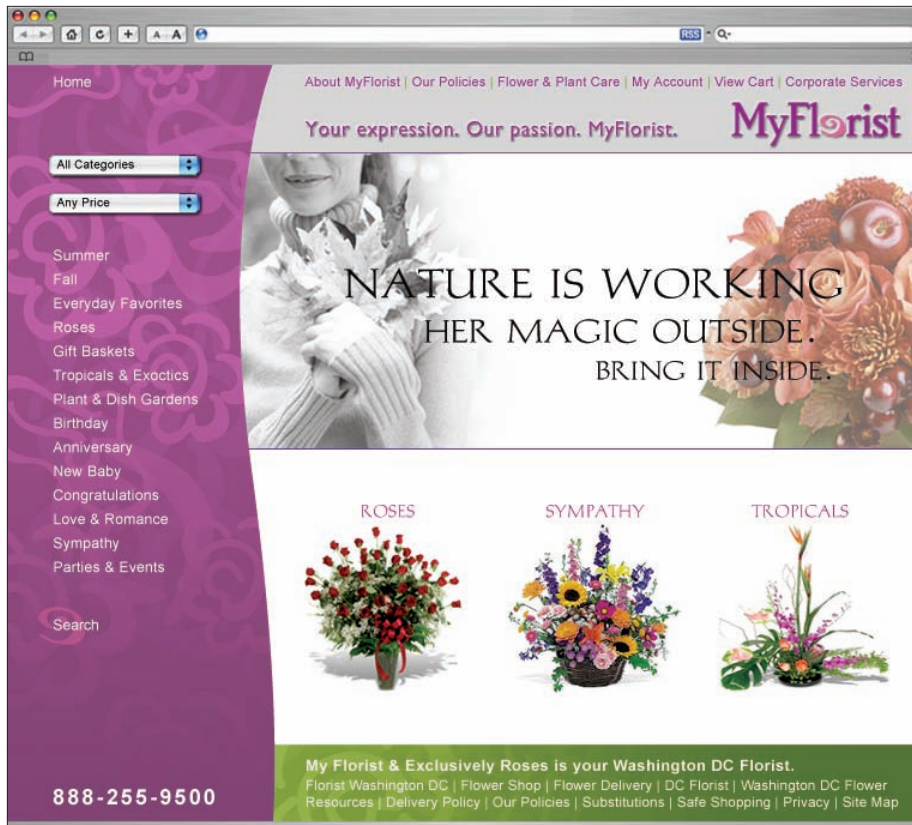 A A
RSS
Q
Home
About MyFlorist | Our Policies | Flower & Plant Care | My Account | View Cart | Corporate Services
Your expression. Our passion. MyFlorist.
MyFlorist
All Categories
Any Price
NATURE IS WORKING
HER MAGIC OUTSIDE.
BRING IT INSIDE.
Summer
Fall
Everyday Favorites
Roses
Gift Baskets
Tropicals & Exoctics
Plant & Dish Gardens
Birthday
Anniversary
New Baby
Congratulations
Love & Romance
Sympathy
Parties & Events
Search
ROSES
SYMPATHY
TROPICALS
My Florist & Exclusively Roses is your Washington DC Florist.
Florist Washington DC | Flower Shop | Flower Delivery | DC Florist | Washington DC Flower
Resources | Delivery Policy | Our Policies | Substitutions | Safe Shopping | Privacy | Site Map
888-255-9500